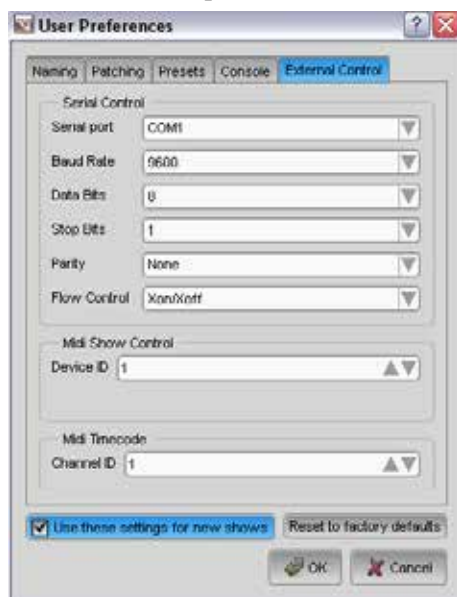 User Preferences
Naming Patching Presets Console External Control
Serial Control
Serial port COM1
Baud Rate 9600
Data Bits 8
Stop Bits 1
Parity None
Flow Control Xon/Xoff
Midi Show Control
Device ID 1
Midi Timecode
Channel ID 1
Use these settings for new shows Reset to factory defaults
OK Cancel